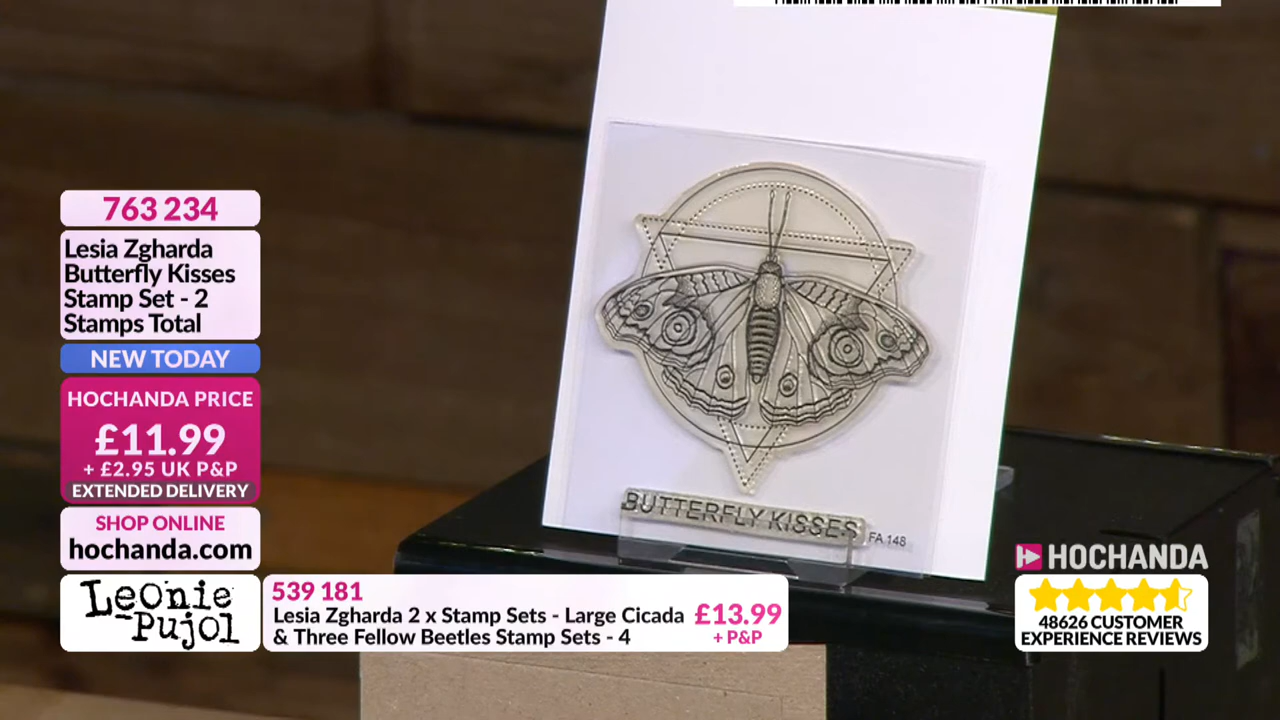 763 234
Lesia Zgharda
Butterfly Kisses
Stamp Set - 2
Stamps Total
NEW TODAY
HOCHANDA PRICE
£11.99
+ £2.95 UK P&P
EXTENDED DELIVERY
SHOP ONLINE
hochanda.com
Leonie
Pujol
539 181
Lesia Zgharda 2 x Stamp Sets - Large Cicada
& Three Fellow Beetles Stamp Sets - 4
£13.99
+ P&P
BUTTERFLY KISSES
FA 148
HOCHANDA
48626 CUSTOMER
EXPERIENCE REVIEWS